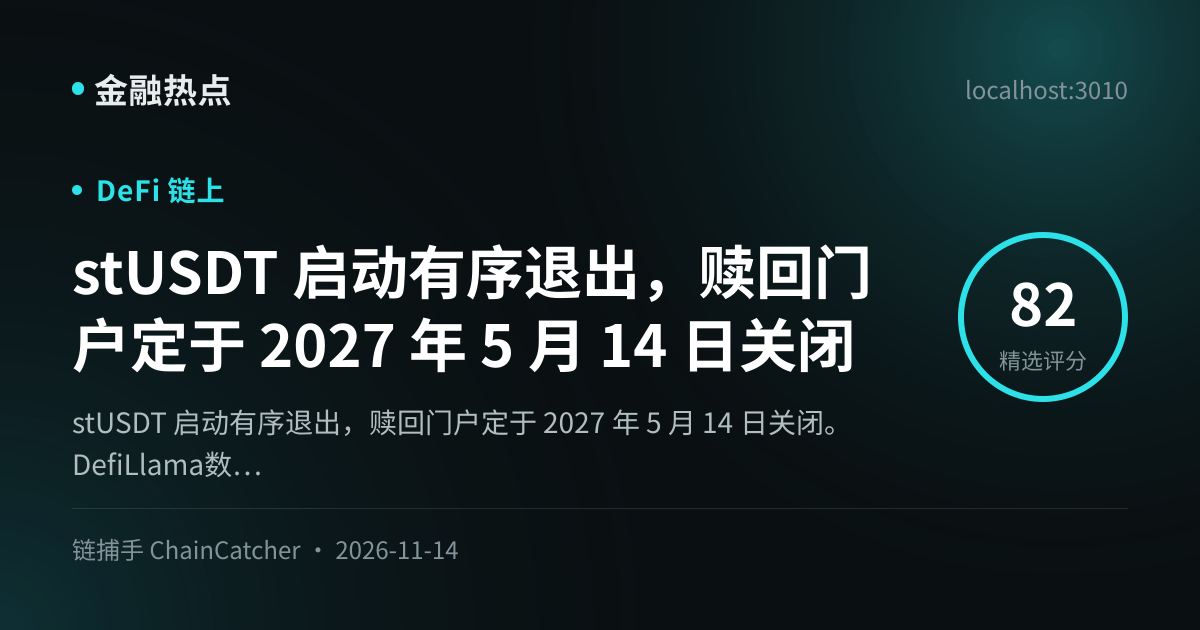 金融热点
localhost:3010
DeFi 链上
stUSDT 启动有序退出，赎回门
户定于 2027 年 5 月 14 日关闭
82
精选评分
stUSDT 启动有序退出，赎回门户定于 2027 年 5 月 14 日关闭。
DefiLlama数…
链捕手 ChainCatcher · 2026-11-14